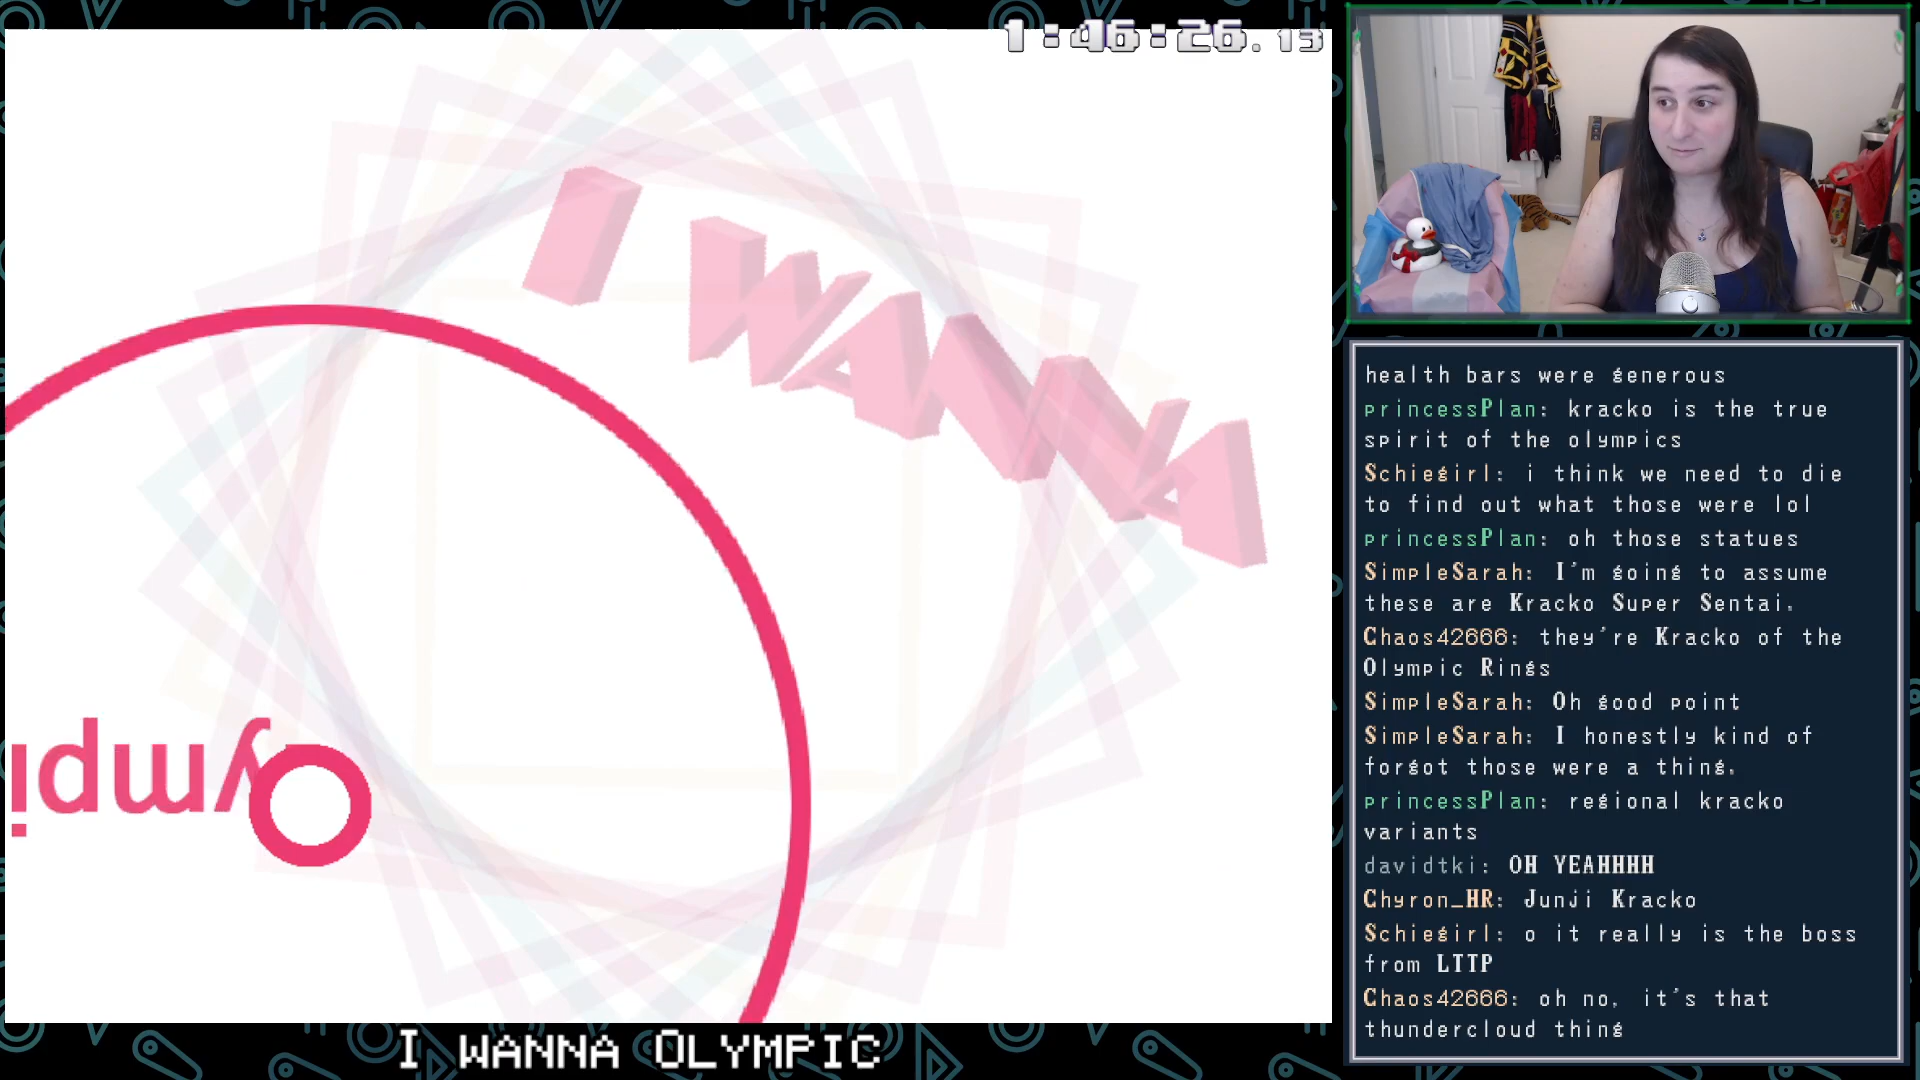 1:46:26.13
I WANNA
Olympi
I WANNA OLYMPIC
health bars were generous
princessPlan: kracko is the true
spirit of the olympics
Schiegirl: i think we need to die
to find out what those were lol
princessPlan: oh those statues
SimpleSarah: I'm going to assume
these are Kracko Super Sentai.
Chaos42666: they're Kracko of the
Olympic Rings
SimpleSarah: Oh good point
SimpleSarah: I honestly kind of
forgot those were a thing.
princessPlan: regional kracko
variants
davidtki: OH YEAHHHH
Chyron_HR: Junji Kracko
Schiegirl: o it really is the boss
from LTTP
Chaos42666: oh no, it's that
thundercloud thing